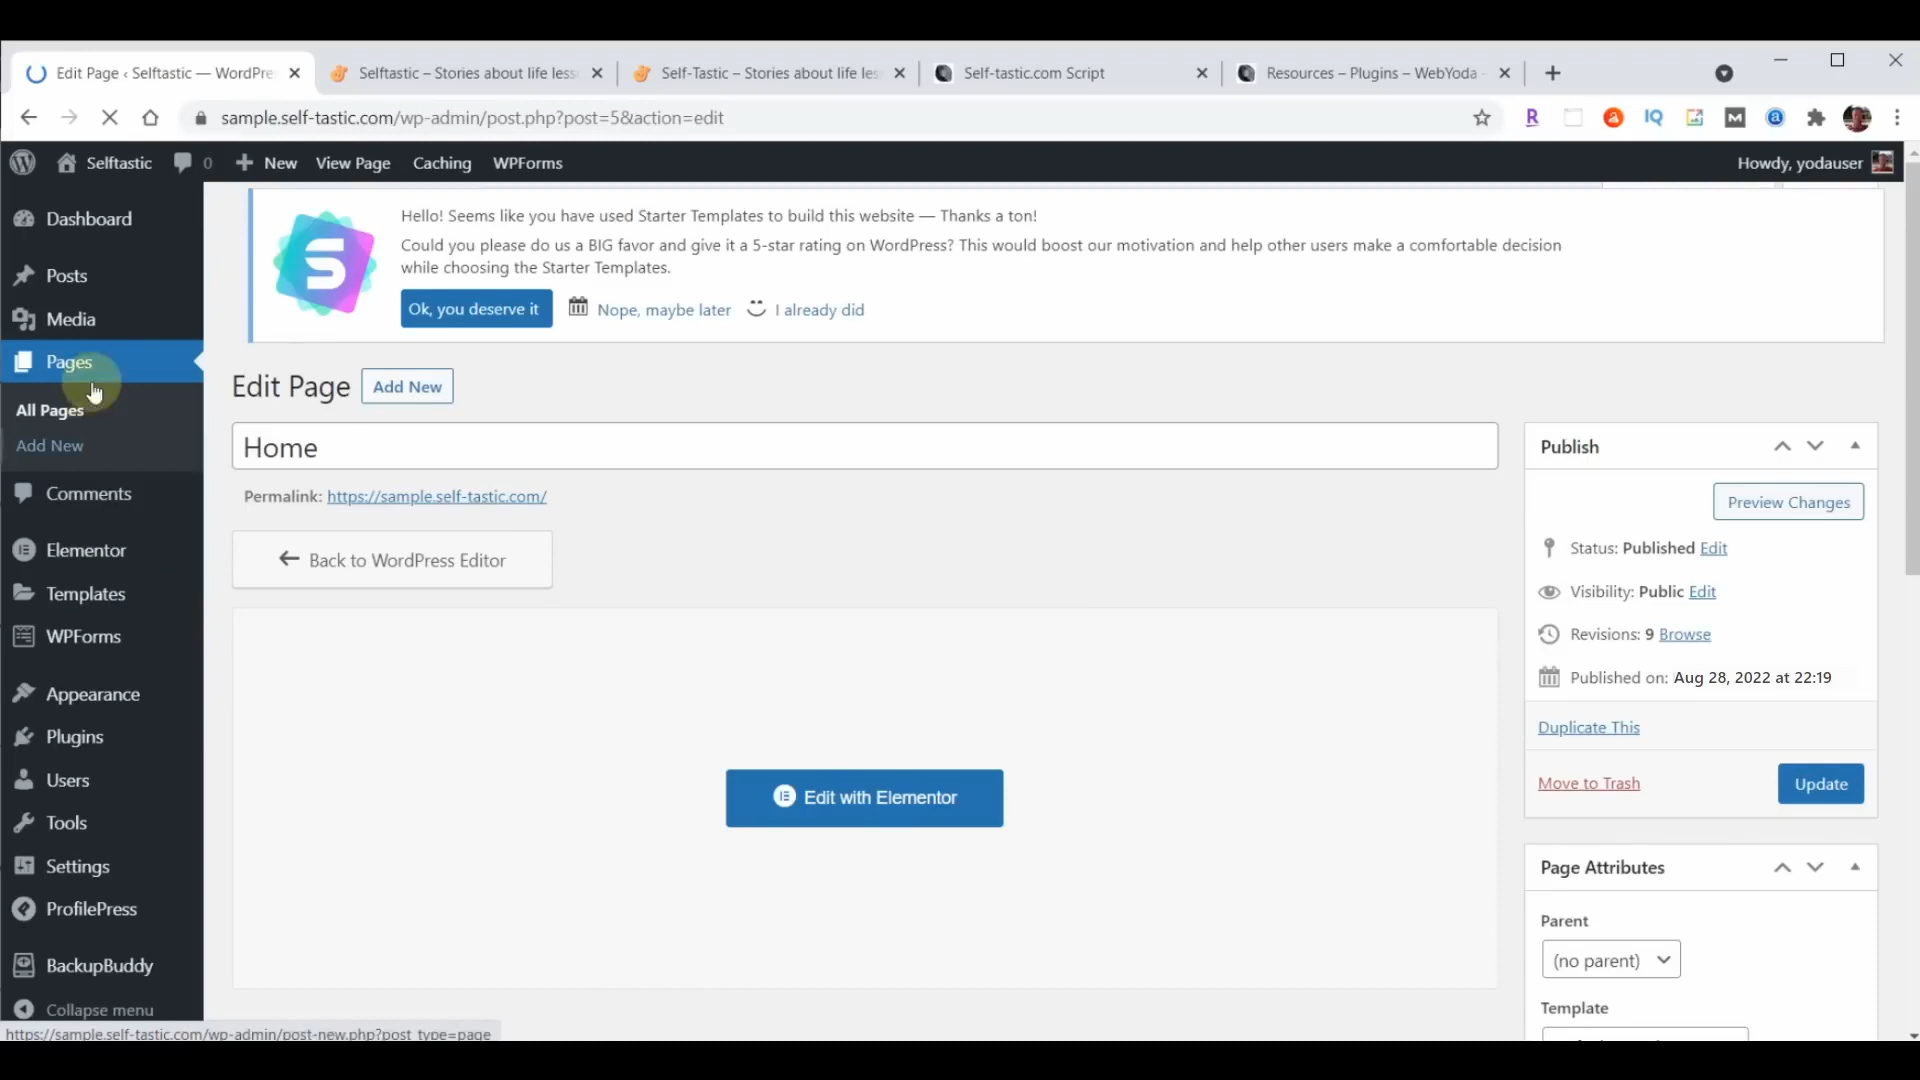 Edit Page ‹ Selftastic — WordPre
Selftastic – Stories about life less
Self-Tastic – Stories about life les
Self-tastic.com Script
Resources – Plugins – WebYoda -
sample.self-tastic.com/wp-admin/post.php?post=5&action=edit
Selftastic
0
New
View Page
Caching
WPForms
Howdy, yodauser
Dashboard
Posts
Media
Pages
All Pages
Add New
Comments
Elementor
Templates
WPForms
Appearance
Plugins
Users
Tools
Settings
ProfilePress
BackupBuddy
Collapse menu
Hello! Seems like you have used Starter Templates to build this website — Thanks a ton!
Could you please do us a BIG favor and give it a 5-star rating on WordPress? This would boost our motivation and help other users make a comfortable decision
while choosing the Starter Templates.
Ok, you deserve it
Nope, maybe later
I already did
Edit Page
Add New
Home
Permalink: https://sample.self-tastic.com/
Back to WordPress Editor
Edit with Elementor
Publish
Preview Changes
Status: Published Edit
Visibility: Public Edit
Revisions: 9 Browse
Published on: Aug 28, 2022 at 22:19
Duplicate This
Move to Trash
Update
Page Attributes
Parent
(no parent)
Template
https://sample.self-tastic.com/wp-admin/post-new.php?post_type=page